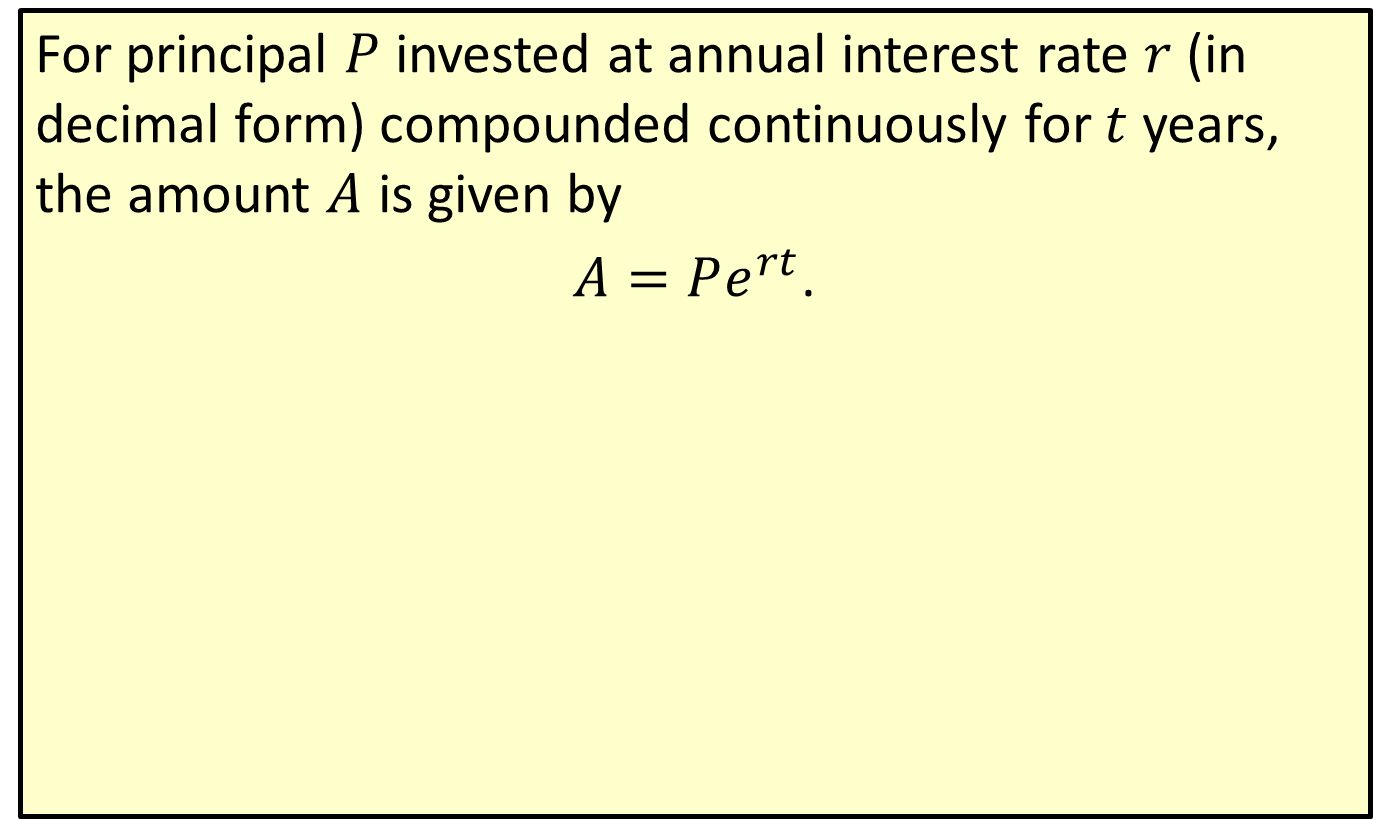 For principal 𝑃 invested at annual interest rate 𝑟 (in
decimal form) compounded continuously for 𝑡 years,
the amount 𝐴 is given by
𝐴 = 𝑃𝑒^{𝑟𝑡}.